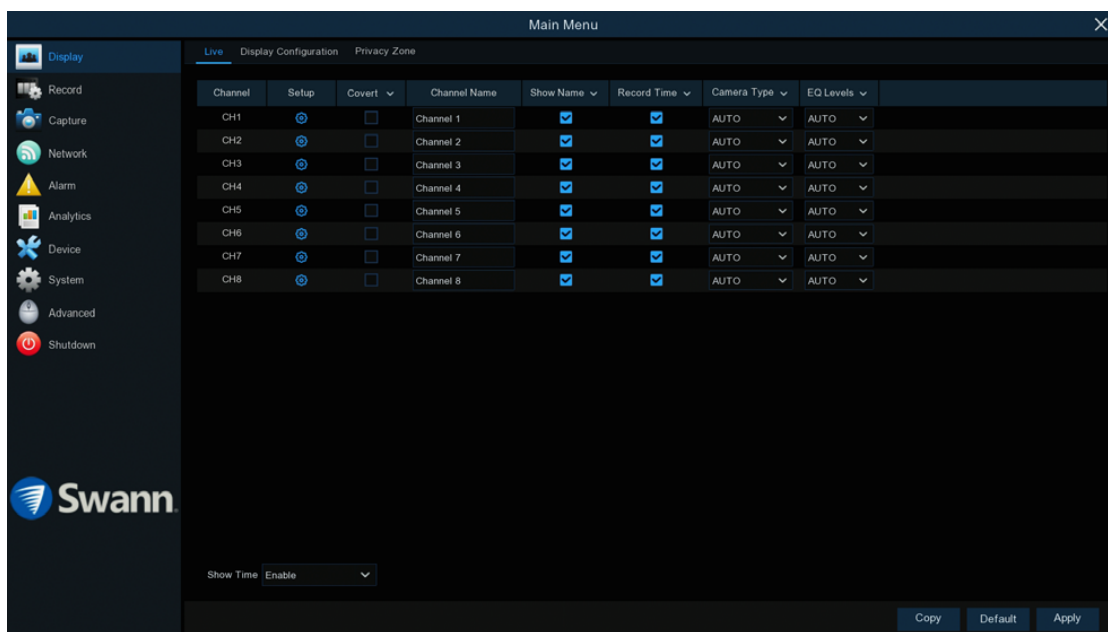 Main Menu
Display
Record
Capture
Network
Alarm
Analytics
Device
System
Advanced
Shutdown
Swann
Live Display Configuration Privacy Zone
Channel Setup Covert Channel Name Show Name Record Time Camera Type EQ Levels
CH1 Channel 1 AUTO AUTO
CH2 Channel 2 AUTO AUTO
CH3 Channel 3 AUTO AUTO
CH4 Channel 4 AUTO AUTO
CH5 Channel 5 AUTO AUTO
CH6 Channel 6 AUTO AUTO
CH7 Channel 7 AUTO AUTO
CH8 Channel 8 AUTO AUTO
Show Time Enable
Copy Default Apply